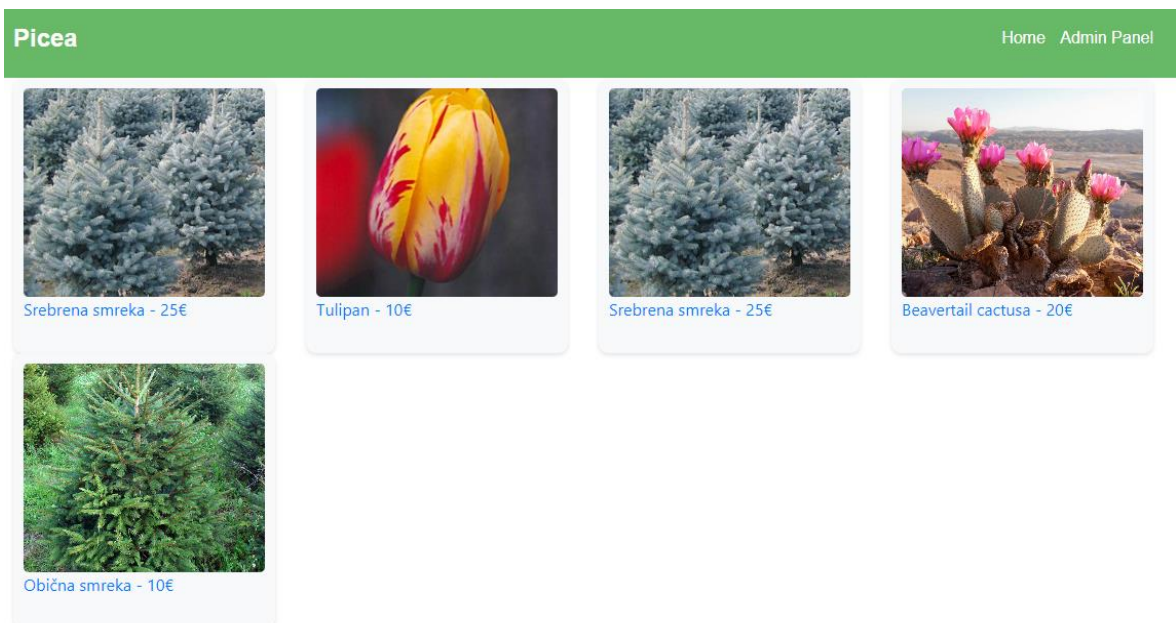 Picea
Home Admin Panel
Srebrena smreka - 25€
Tulipan - 10€
Srebrena smreka - 25€
Beavertail cactusa - 20€
Obična smreka - 10€